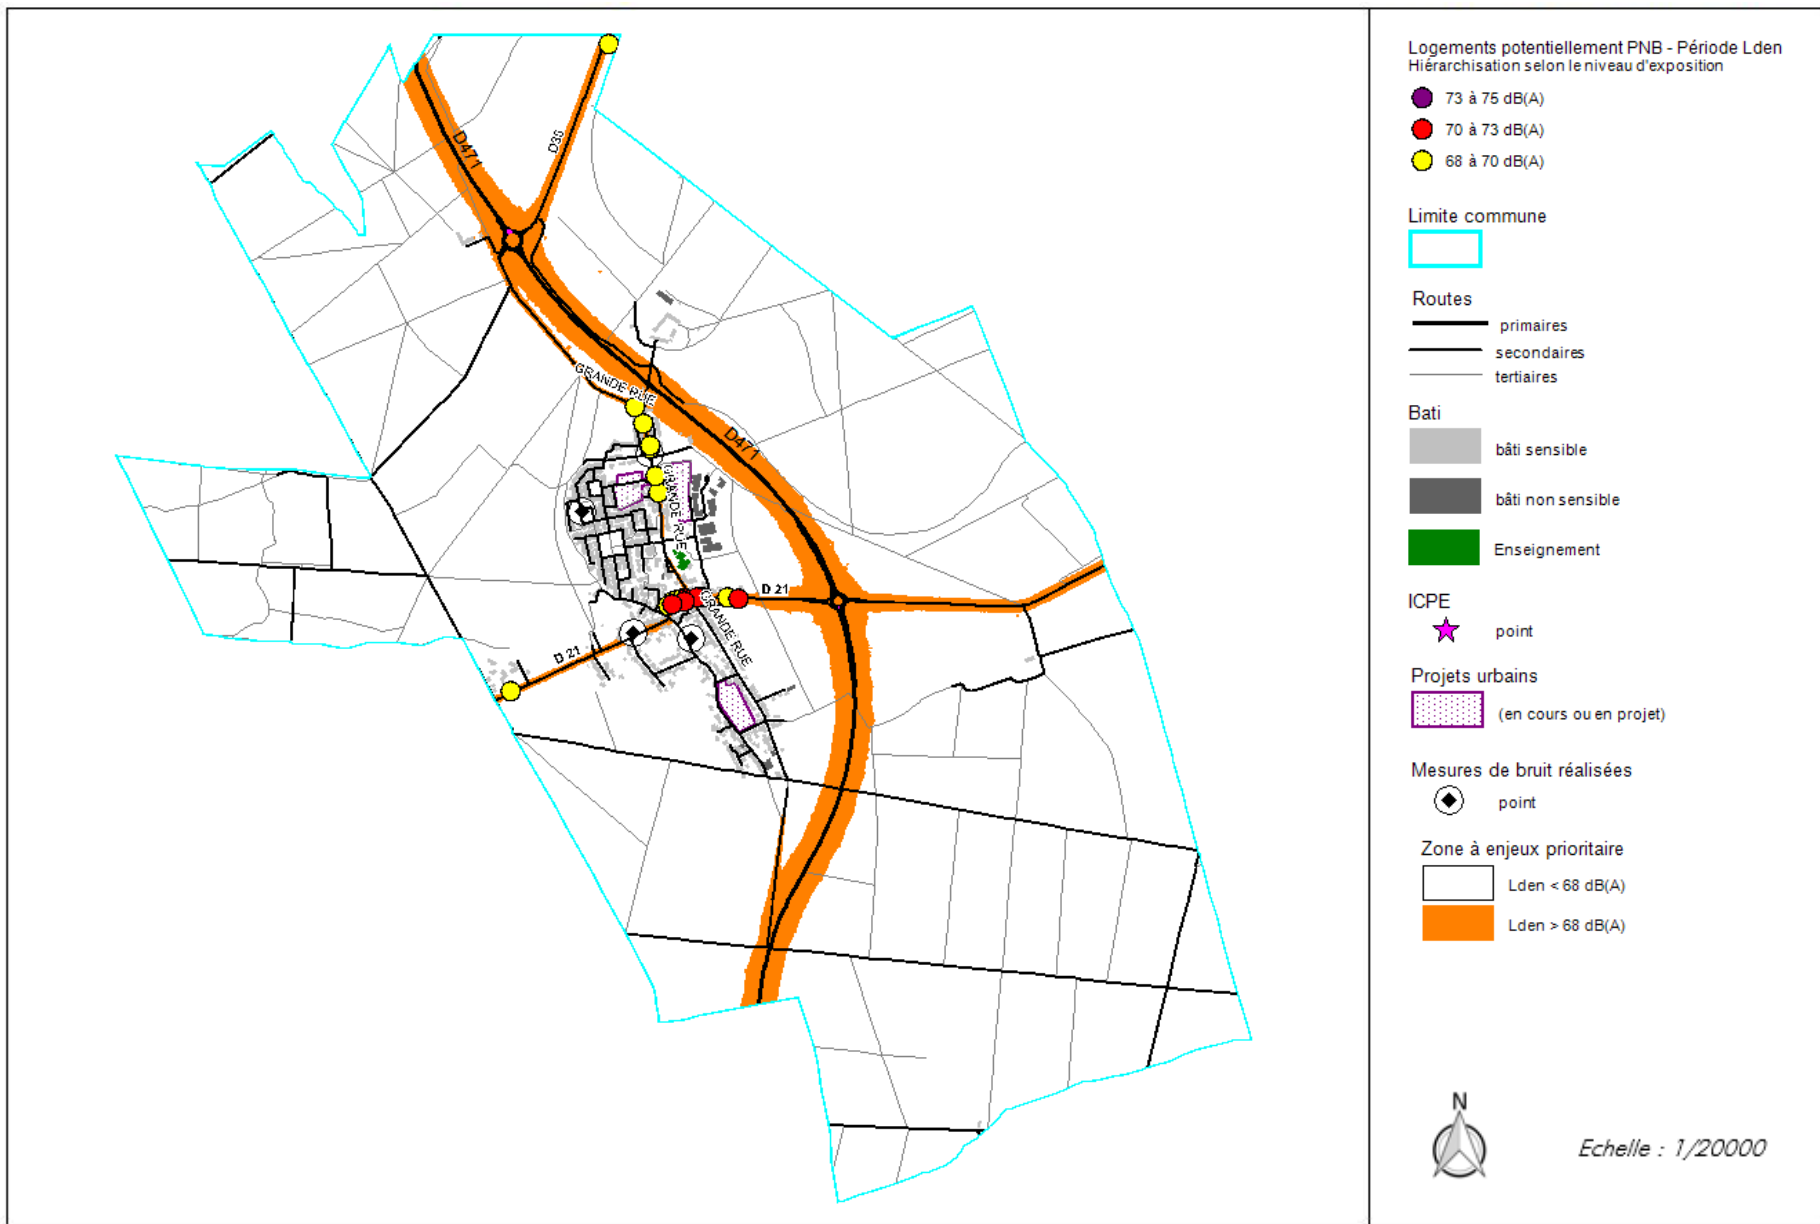 D471
D35
GRANDE RUE
D471
GRANDE RUE
D 21
GRANDE RUE
D 21
Logements potentiellement PNB - Période Lden
Hiérarchisation selon le niveau d'exposition
73 à 75 dB(A)
70 à 73 dB(A)
68 à 70 dB(A)
Limite commune
Routes
primaires
secondaires
tertiaires
Bati
bâti sensible
bâti non sensible
Enseignement
ICPE
point
Projets urbains
(en cours ou en projet)
Mesures de bruit réalisées
point
Zone à enjeux prioritaire
Lden < 68 dB(A)
Lden > 68 dB(A)
N
Echelle : 1/20000